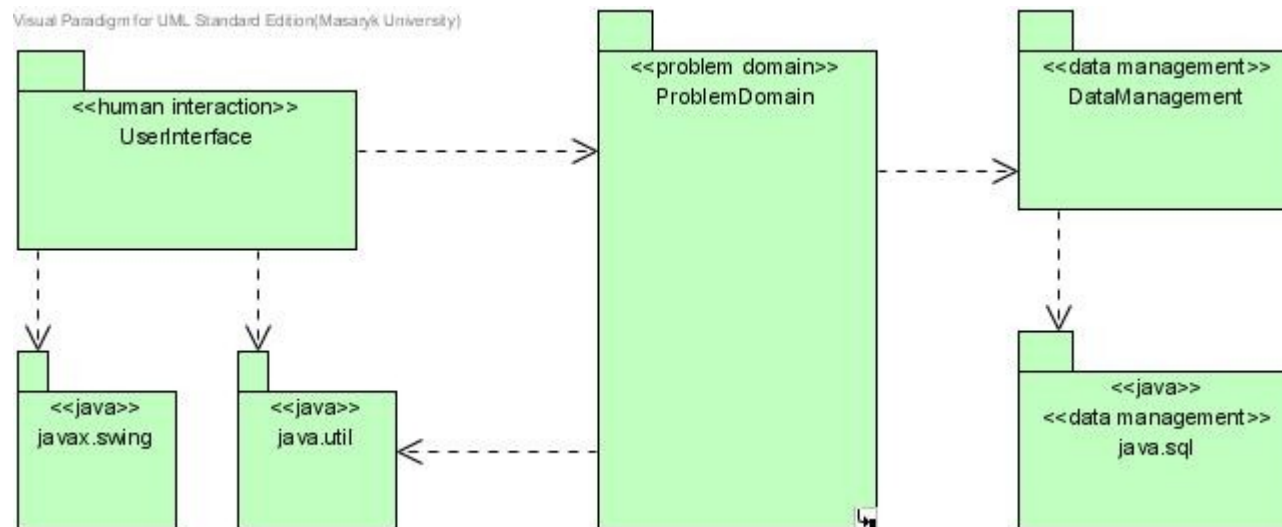 Visual Paradigm for UML Standard Edition(Masaryk University)
<<human interaction>>
UserInterface
<<problem domain>>
ProblemDomain
<<data management>>
DataManagement
<<java>>
javax.swing
<<java>>
java.util
<<java>>
<<data management>>
java.sql